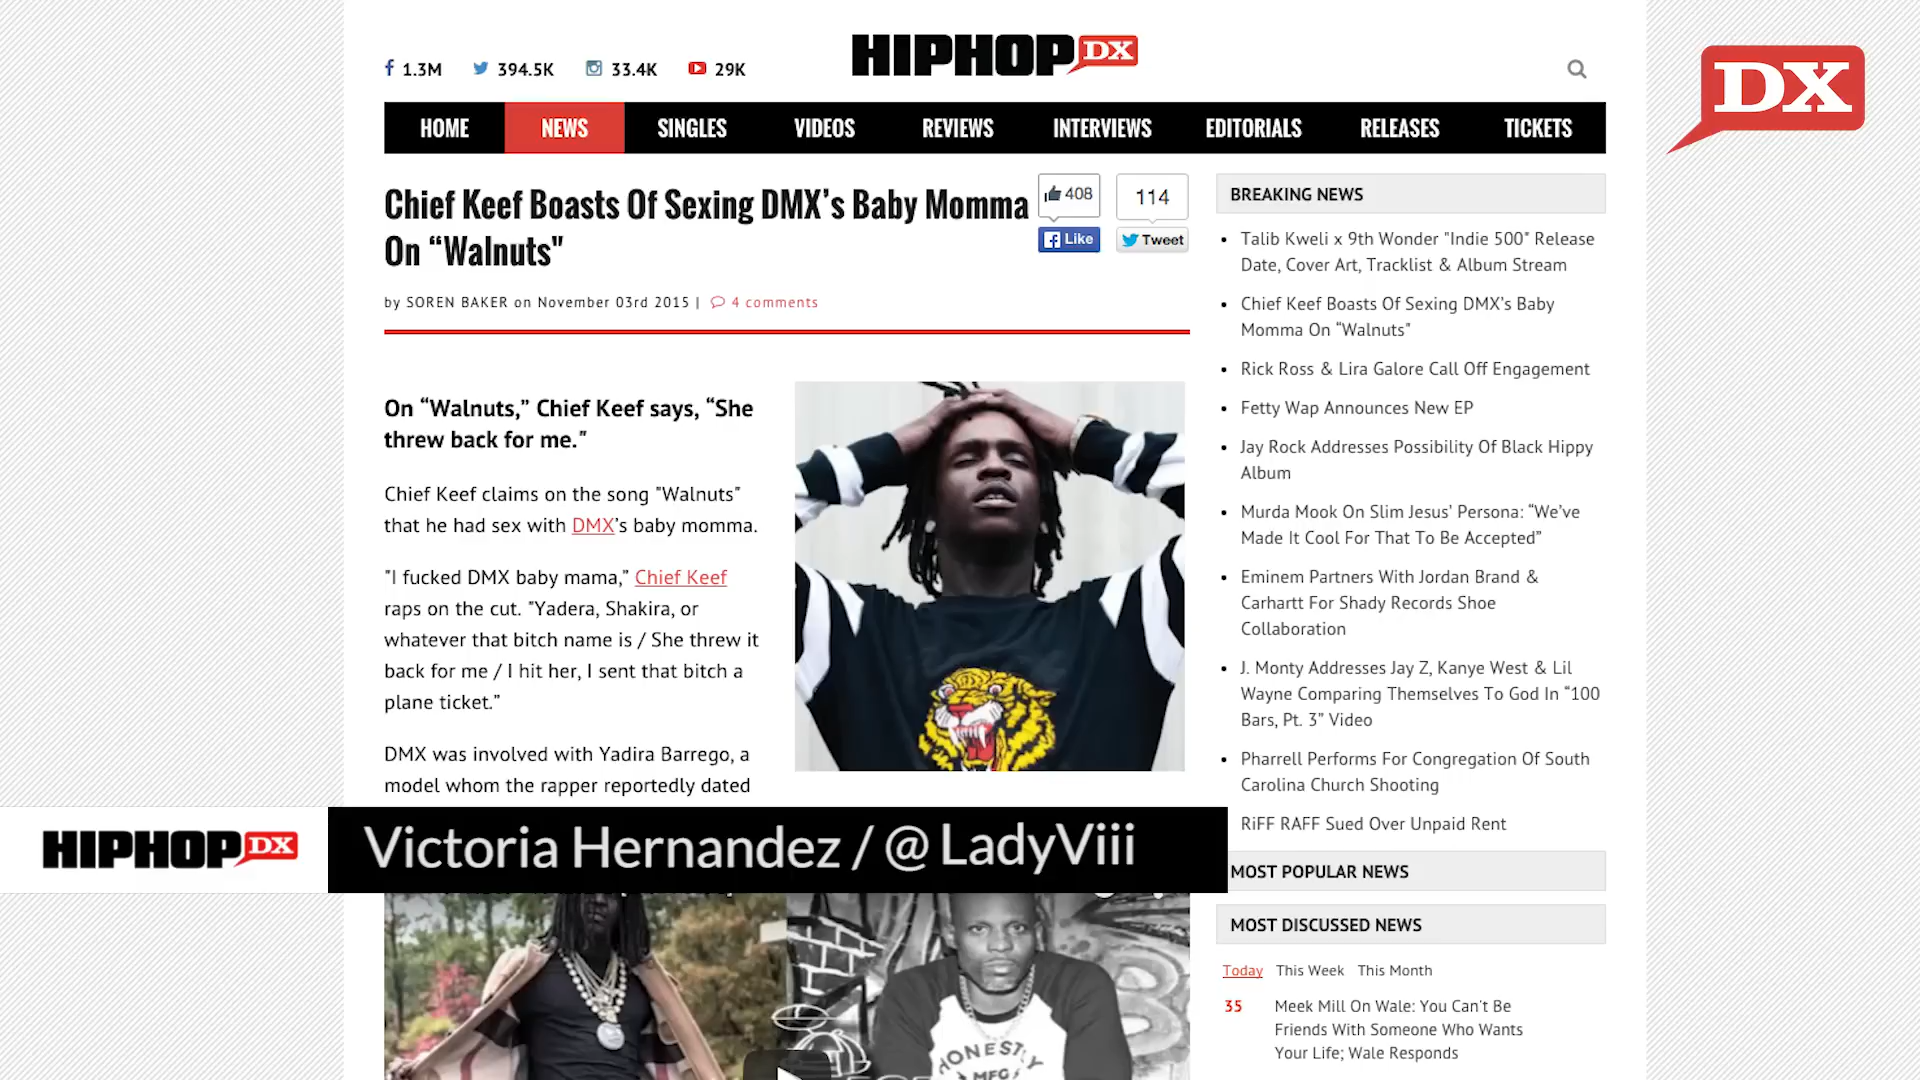 1.3M 394.5K 33.4K 29K
HIPHOPDX
DX
HOME NEWS SINGLES VIDEOS REVIEWS INTERVIEWS EDITORIALS RELEASES TICKETS
Chief Keef Boasts Of Sexing DMX’s Baby Momma
On “Walnuts"
408
Like
114
Tweet
by SOREN BAKER on November 03rd 2015 | 4 comments
On “Walnuts,” Chief Keef says, “She
threw back for me."
Chief Keef claims on the song "Walnuts"
that he had sex with DMX’s baby momma.
"I fucked DMX baby mama,” Chief Keef
raps on the cut. "Yadera, Shakira, or
whatever that bitch name is / She threw it
back for me / I hit her, I sent that bitch a
plane ticket.”
DMX was involved with Yadira Barrego, a
model whom the rapper reportedly dated
BREAKING NEWS
Talib Kweli x 9th Wonder "Indie 500" Release
Date, Cover Art, Tracklist & Album Stream
Chief Keef Boasts Of Sexing DMX’s Baby
Momma On “Walnuts"
Rick Ross & Lira Galore Call Off Engagement
Fetty Wap Announces New EP
Jay Rock Addresses Possibility Of Black Hippy
Album
Murda Mook On Slim Jesus’ Persona: “We’ve
Made It Cool For That To Be Accepted”
Eminem Partners With Jordan Brand &
Carhartt For Shady Records Shoe
Collaboration
J. Monty Addresses Jay Z, Kanye West & Lil
Wayne Comparing Themselves To God In “100
Bars, Pt. 3” Video
Pharrell Performs For Congregation Of South
Carolina Church Shooting
RiFF RAFF Sued Over Unpaid Rent
HIPHOPDX
Victoria Hernandez / @LadyViii
MOST POPULAR NEWS
MOST DISCUSSED NEWS
Today This Week This Month
35 Meek Mill On Wale: You Can't Be
Friends With Someone Who Wants
Your Life; Wale Responds
HONESTY
MFG